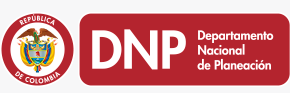 REPÚBLICA
DE COLOMBIA
DNP
Departamento
Nacional
de Planeación